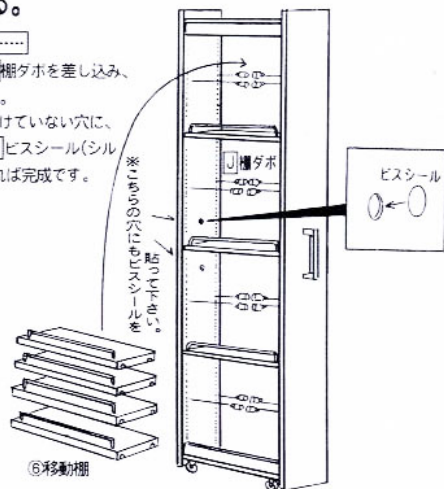 る。
棚ダボを差し込み、
。
けていない穴に、
ビスシール(シル
れば完成です。
※こちらの穴にもビスシールを
貼って下さい。
J 棚ダボ
ビスシール
⑥移動棚